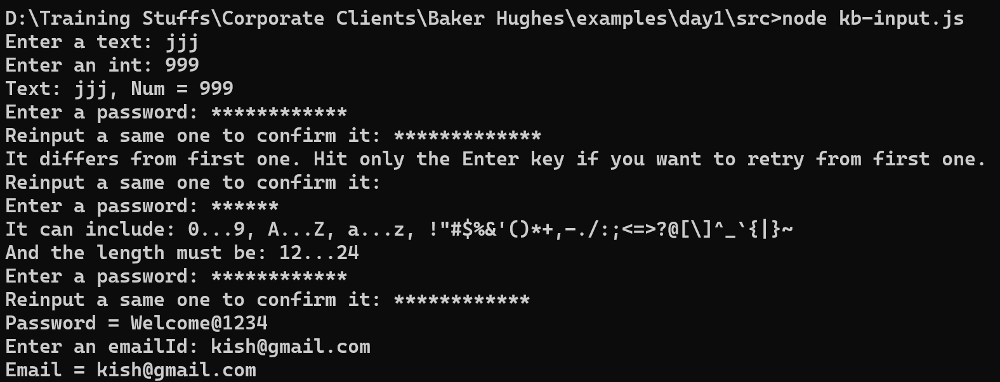 D:\Training Stuffs\Corporate Clients\Baker Hughes\examples\day1\src>node kb-input.js
Enter a text: jjj
Enter an int: 999
Text: jjj, Num = 999
Enter a password: ************
Reinput a same one to confirm it: *************
It differs from first one. Hit only the Enter key if you want to retry from first one.
Reinput a same one to confirm it:
Enter a password: ******
It can include: 0...9, A...Z, a...z, !"#$%&'()*+,-./:;<=>?@[\]^_`{|}~
And the length must be: 12...24
Enter a password: ************
Reinput a same one to confirm it: ************
Password = Welcome@1234
Enter an emailId: kish@gmail.com
Email = kish@gmail.com